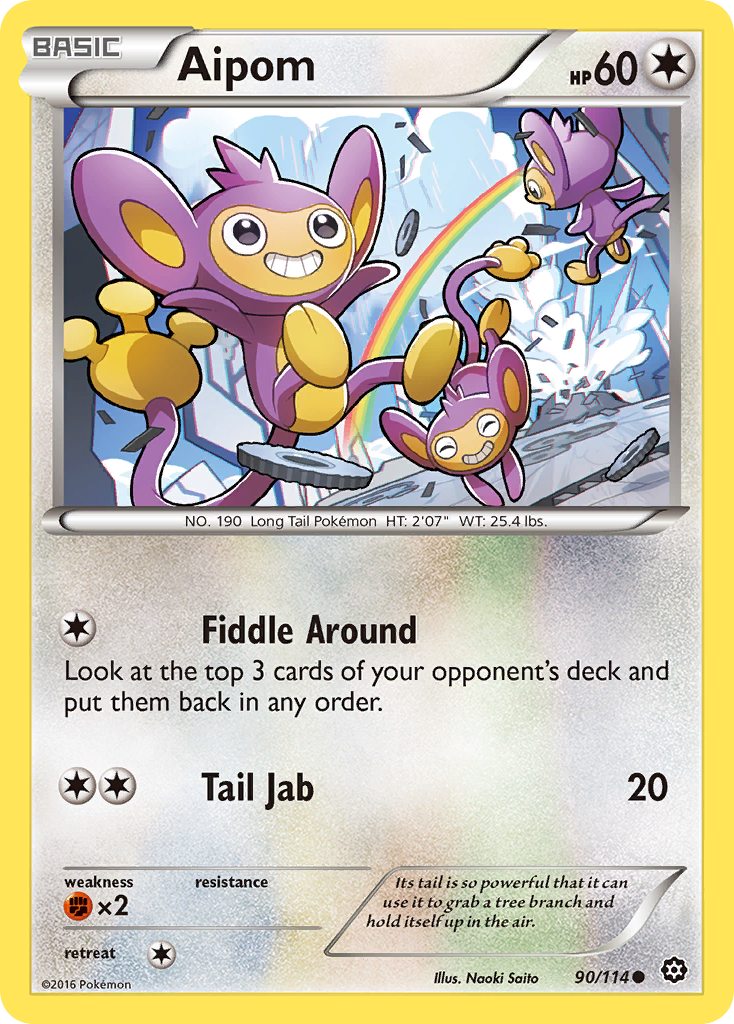 BASIC
Aipom
HP60
NO. 190 Long Tail Pokémon HT: 2'07" WT: 25.4 lbs.
Fiddle Around
Look at the top 3 cards of your opponent's deck and
put them back in any order.
Tail Jab 20
weakness resistance
×2
retreat
Its tail is so powerful that it can
use it to grab a tree branch and
hold itself up in the air.
©2016 Pokémon
Illus. Naoki Saito
90/114